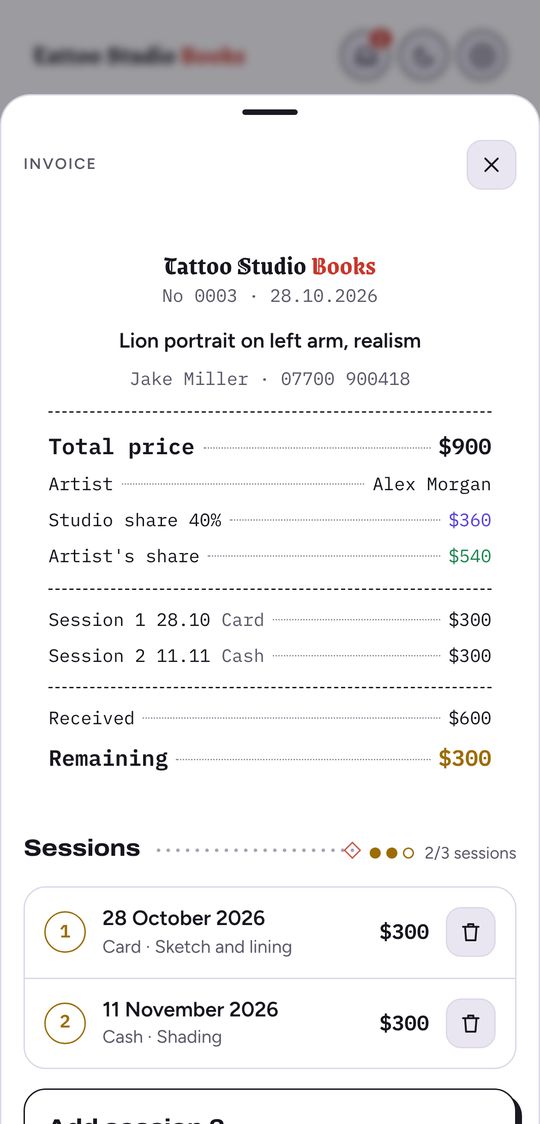 Tattoo Studio Books
INVOICE
Tattoo Studio Books
No 0003 · 28.10.2026
Lion portrait on left arm, realism
Jake Miller · 07700 900418
Total price $900
Artist Alex Morgan
Studio share 40% $360
Artist's share $540
Session 1 28.10 Card $300
Session 2 11.11 Cash $300
Received $600
Remaining $300
Sessions 2/3 sessions
1 28 October 2026 $300
Card · Sketch and lining
2 11 November 2026 $300
Cash · Shading